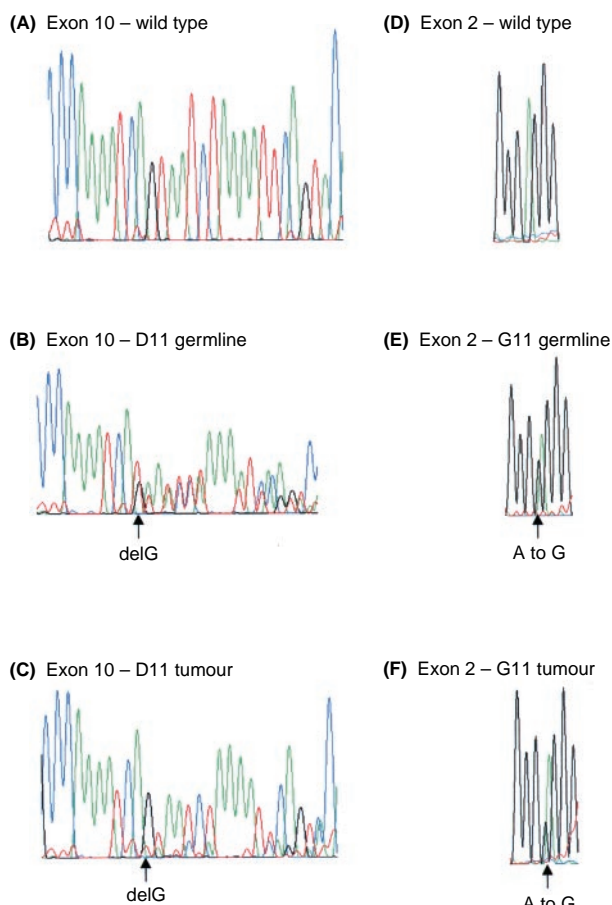 (A) Exon 10 – wild type
(D) Exon 2 – wild type
(B) Exon 10 – D11 germline
(E) Exon 2 – G11 germline
delG
A to G
(C) Exon 10 – D11 tumour
(F) Exon 2 – G11 tumour
delG
A to G